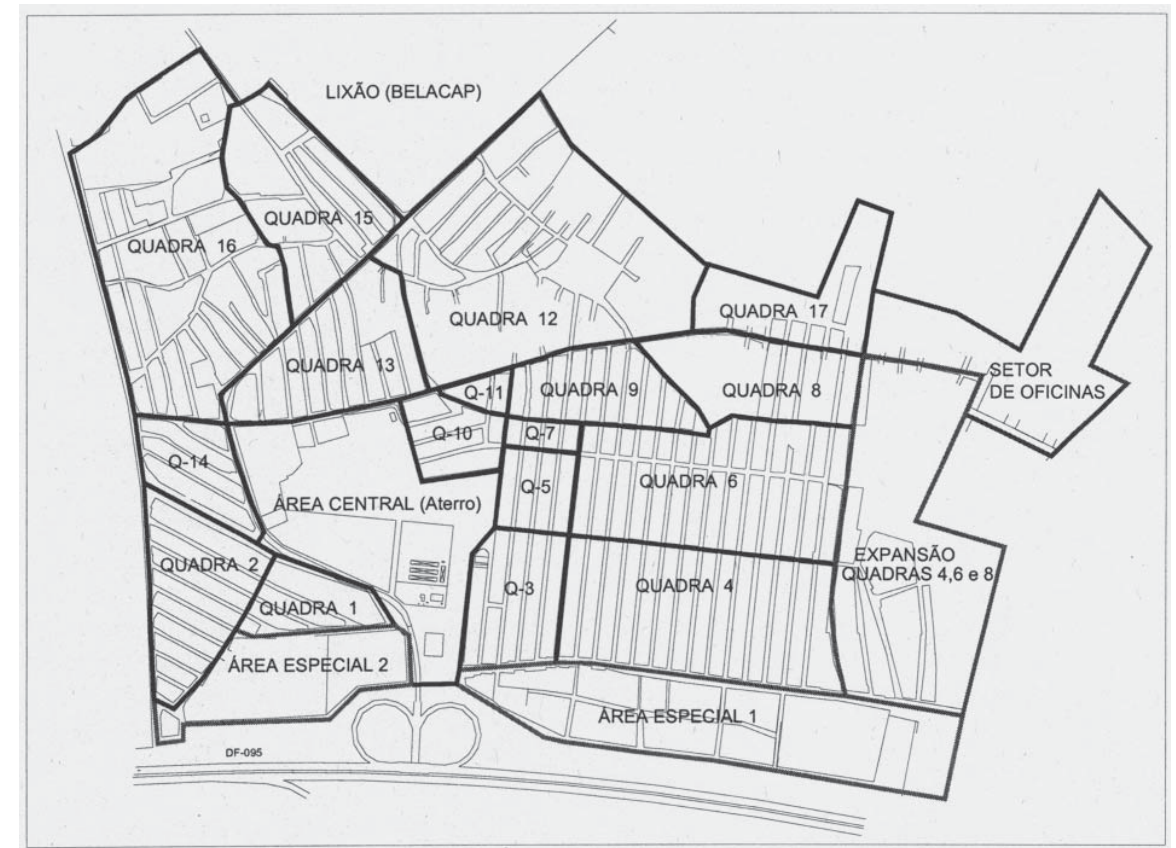 LIXÃO (BELACAP)
QUADRA 15
QUADRA 16
QUADRA 12
QUADRA 17
QUADRA 13
SETOR
DE OFICINAS
Q-11
QUADRA 9
QUADRA 8
Q-10
Q-7
Q-14
Q-5
QUADRA 6
ÁREA CENTRAL (Aterro)
QUADRA 2
EXPANSÃO
QUADRAS 4,6 e 8
Q-3
QUADRA 4
QUADRA 1
ÁREA ESPECIAL 2
ÁREA ESPECIAL 1
DF-095